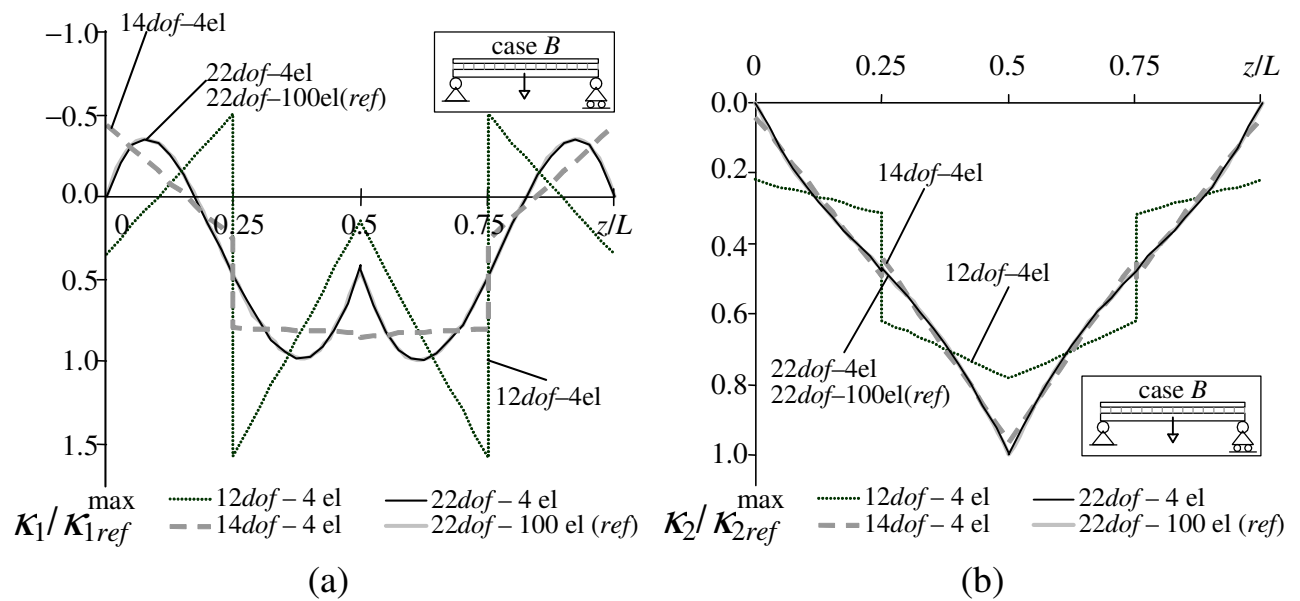 14dof–4el
–1.0
22dof–4el
22dof–100el(ref)
case B
–0.5
0.0
0
0.25
0.5
0.75
z/L
0.5
1.0
12dof–4el
1.5
κ1/κ1ref max
12dof – 4 el
22dof – 4 el
14dof – 4 el
22dof – 100 el (ref)
(a)
0
0.25
0.5
0.75
z/L
0.0
0.2
14dof–4el
0.4
12dof–4el
0.6
22dof–4el
22dof–100el(ref)
0.8
case B
1.0
κ2/κ2ref max
12dof – 4 el
22dof – 4 el
14dof – 4 el
22dof – 100 el (ref)
(b)